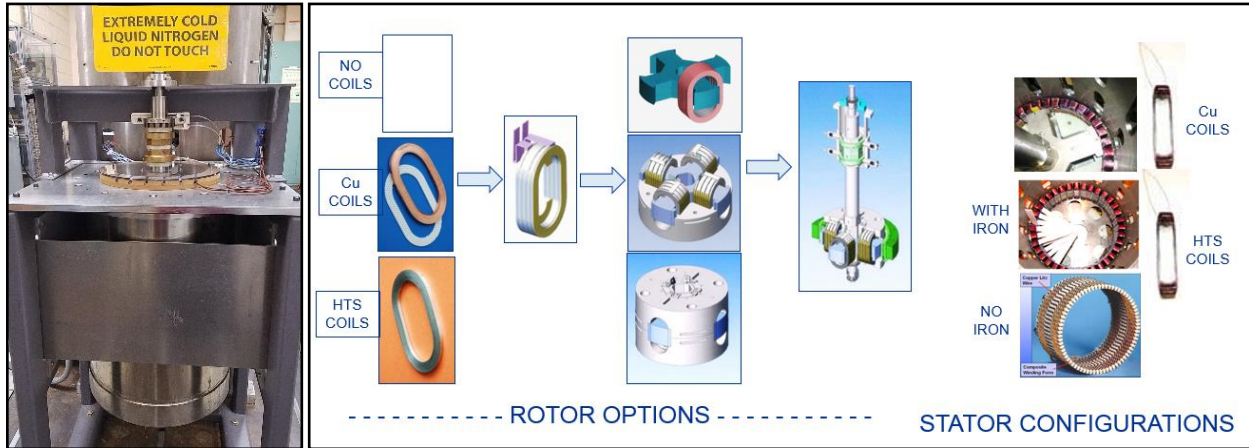 EXTREMELY COLD
LIQUID NITROGEN
DO NOT TOUCH
NO
COILS
Cu
COILS
HTS
COILS
- - - - - - - - - - - ROTOR OPTIONS - - - - - - - - - - -
Cu
COILS
WITH
IRON
HTS
COILS
NO
IRON
Copper Litz
Wire
Composite
Winding Form
STATOR CONFIGURATIONS